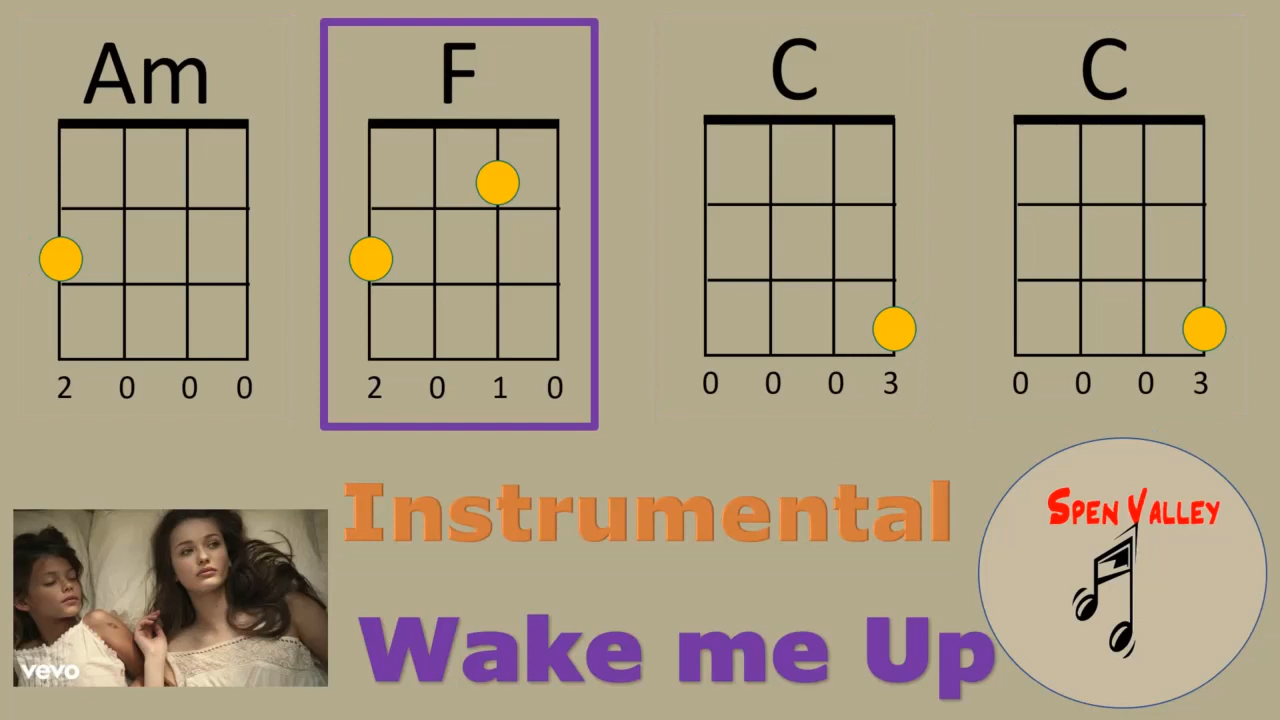 Am F C C
2 0 0 0 2 0 1 0 0 0 0 3 0 0 0 3
Instrumental
SPEN VALLEY
vevo
Wake me Up